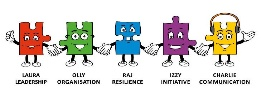 LAURA
LEADERSHIP
OLLY
ORGANISATION
RAJ
RESILIENCE
IZZY
INITIATIVE
CHARLIE
COMMUNICATION